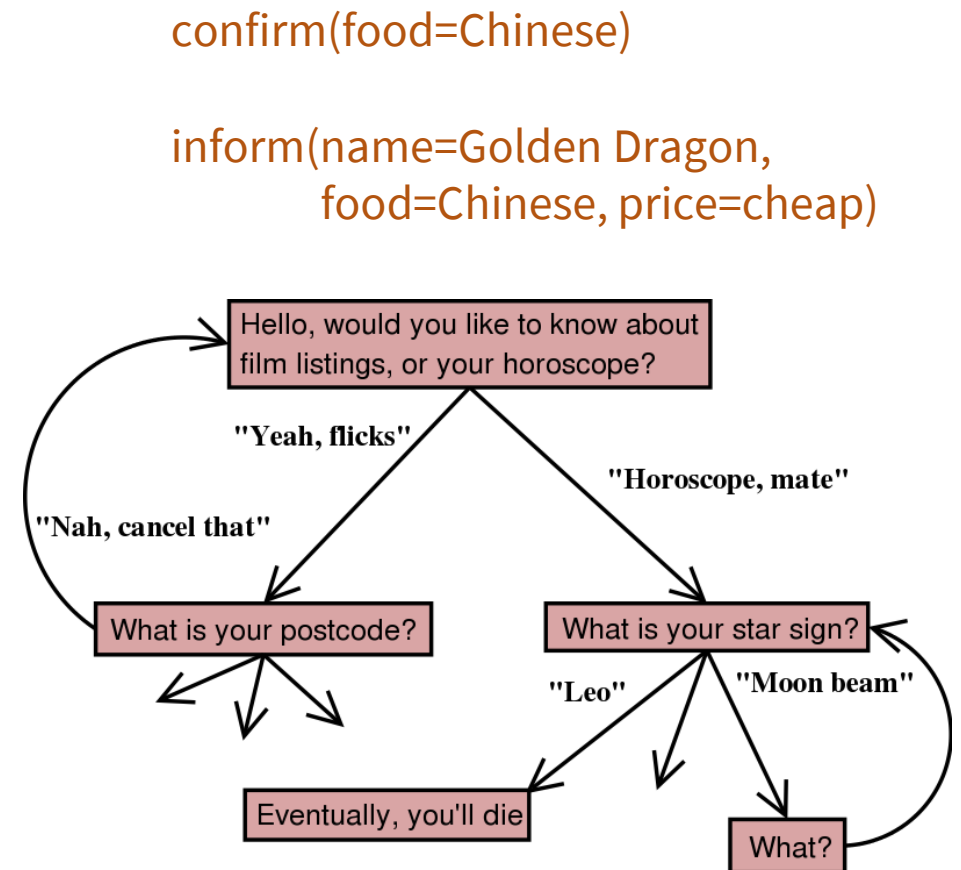 confirm(food=Chinese)
inform(name=Golden Dragon,
food=Chinese, price=cheap)
Hello, would you like to know about
film listings, or your horoscope?
"Yeah, flicks"
"Horoscope, mate"
"Nah, cancel that"
What is your postcode?
What is your star sign?
"Leo"
"Moon beam"
Eventually, you'll die
What?